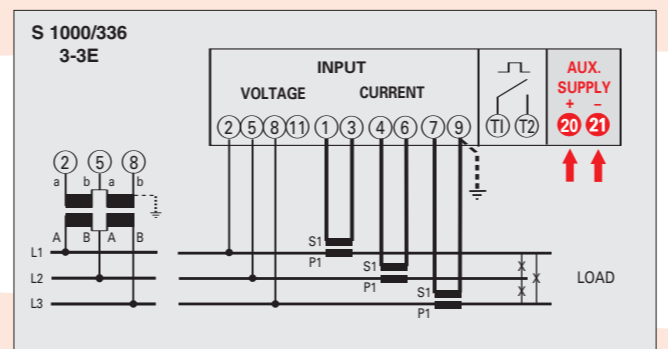 S 1000/336
3-3E
INPUT
VOLTAGE CURRENT
2 5 8 11 1 3 4 6 7 9
T1 T2
AUX.
SUPPLY
+ –
20 21
2 5 8
a b a b
A B A B
L1
L2
L3
S1
P1
S1
P1
S1
P1
LOAD